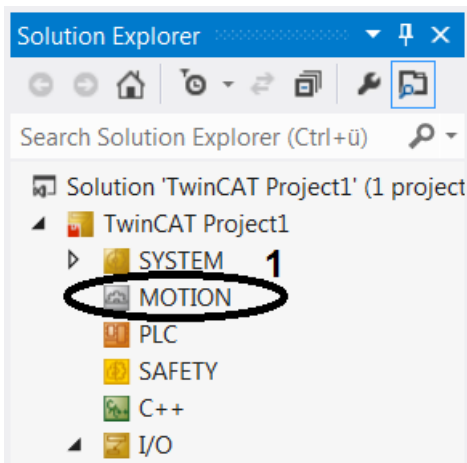 Solution Explorer
Search Solution Explorer (Ctrl+ü)
Solution 'TwinCAT Project1' (1 project
TwinCAT Project1
SYSTEM 1
MOTION
PLC
SAFETY
C++
I/O